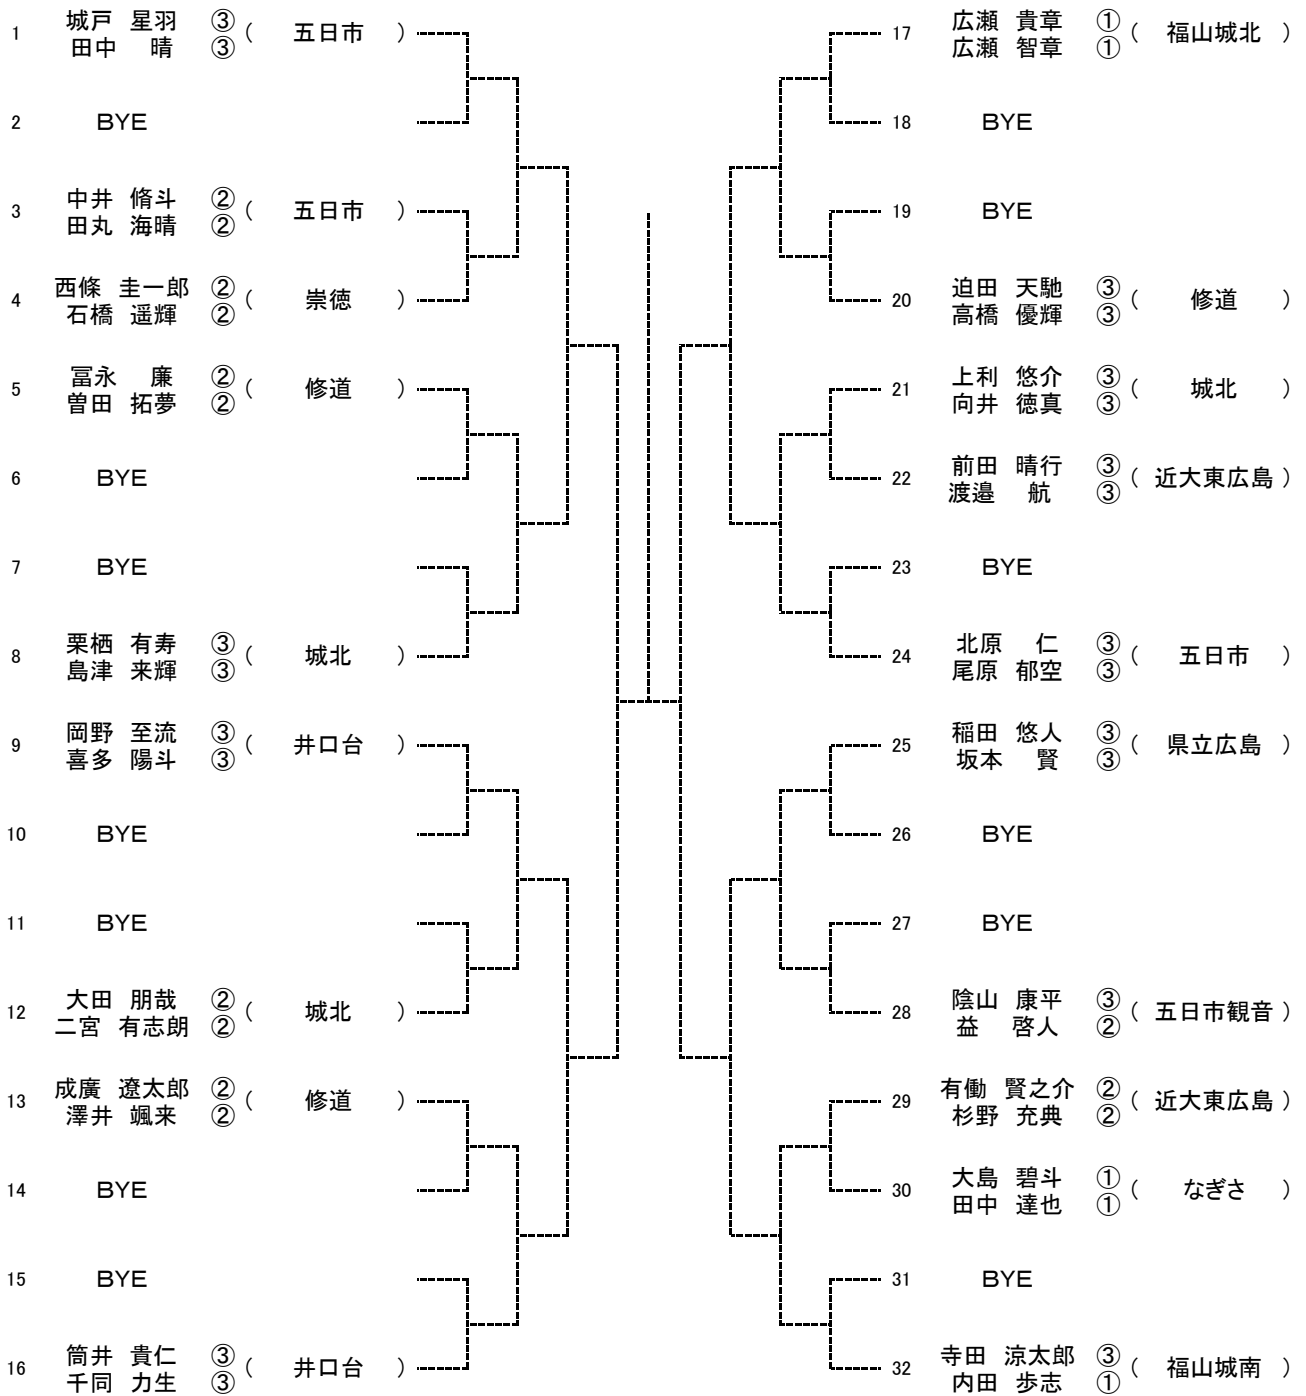 1 城戸 星羽 ③ ( 五日市 )
田中 晴 ③
2 BYE
3 中井 脩斗 ② ( 五日市 )
田丸 海晴 ②
4 西條 圭一郎 ② ( 崇徳 )
石橋 遥輝 ②
5 冨永 廉 ② ( 修道 )
曽田 拓夢 ②
6 BYE
7 BYE
8 栗栖 有寿 ③ ( 城北 )
島津 来輝 ③
9 岡野 至流 ③ ( 井口台 )
喜多 陽斗 ③
10 BYE
11 BYE
12 大田 朋哉 ② ( 城北 )
二宮 有志朗 ②
13 成廣 遼太郎 ② ( 修道 )
澤井 颯来 ②
14 BYE
15 BYE
16 筒井 貴仁 ③ ( 井口台 )
千同 力生 ③
17 広瀬 貴章 ① ( 福山城北 )
広瀬 智章 ①
18 BYE
19 BYE
20 迫田 天馳 ③ ( 修道 )
高橋 優輝 ③
21 上利 悠介 ③ ( 城北 )
向井 徳真 ③
22 前田 晴行 ③ ( 近大東広島 )
渡邉 航 ③
23 BYE
24 北原 仁 ③ ( 五日市 )
尾原 郁空 ③
25 稲田 悠人 ③ ( 県立広島 )
坂本 賢 ③
26 BYE
27 BYE
28 陰山 康平 ③ ( 五日市観音 )
益 啓人 ②
29 有働 賢之介 ② ( 近大東広島 )
杉野 充典 ②
30 大島 碧斗 ① ( なぎさ )
田中 達也 ①
31 BYE
32 寺田 涼太郎 ③ ( 福山城南 )
内田 歩志 ①